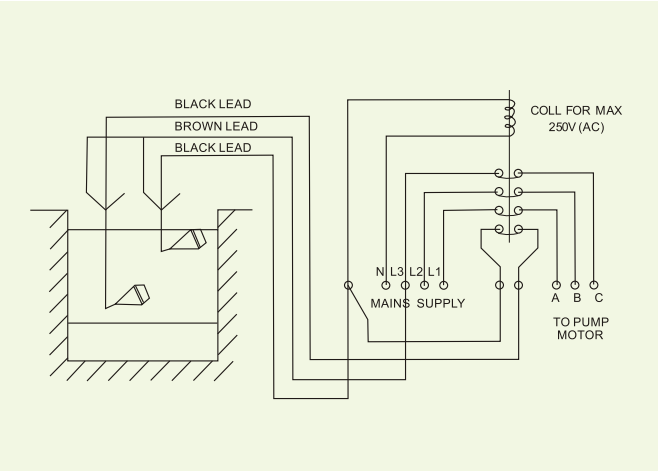 BLACK LEAD
BROWN LEAD
BLACK LEAD
COLL FOR MAX
250V (AC)
N L3 L2 L1
MAINS SUPPLY
A B C
TO PUMP
MOTOR